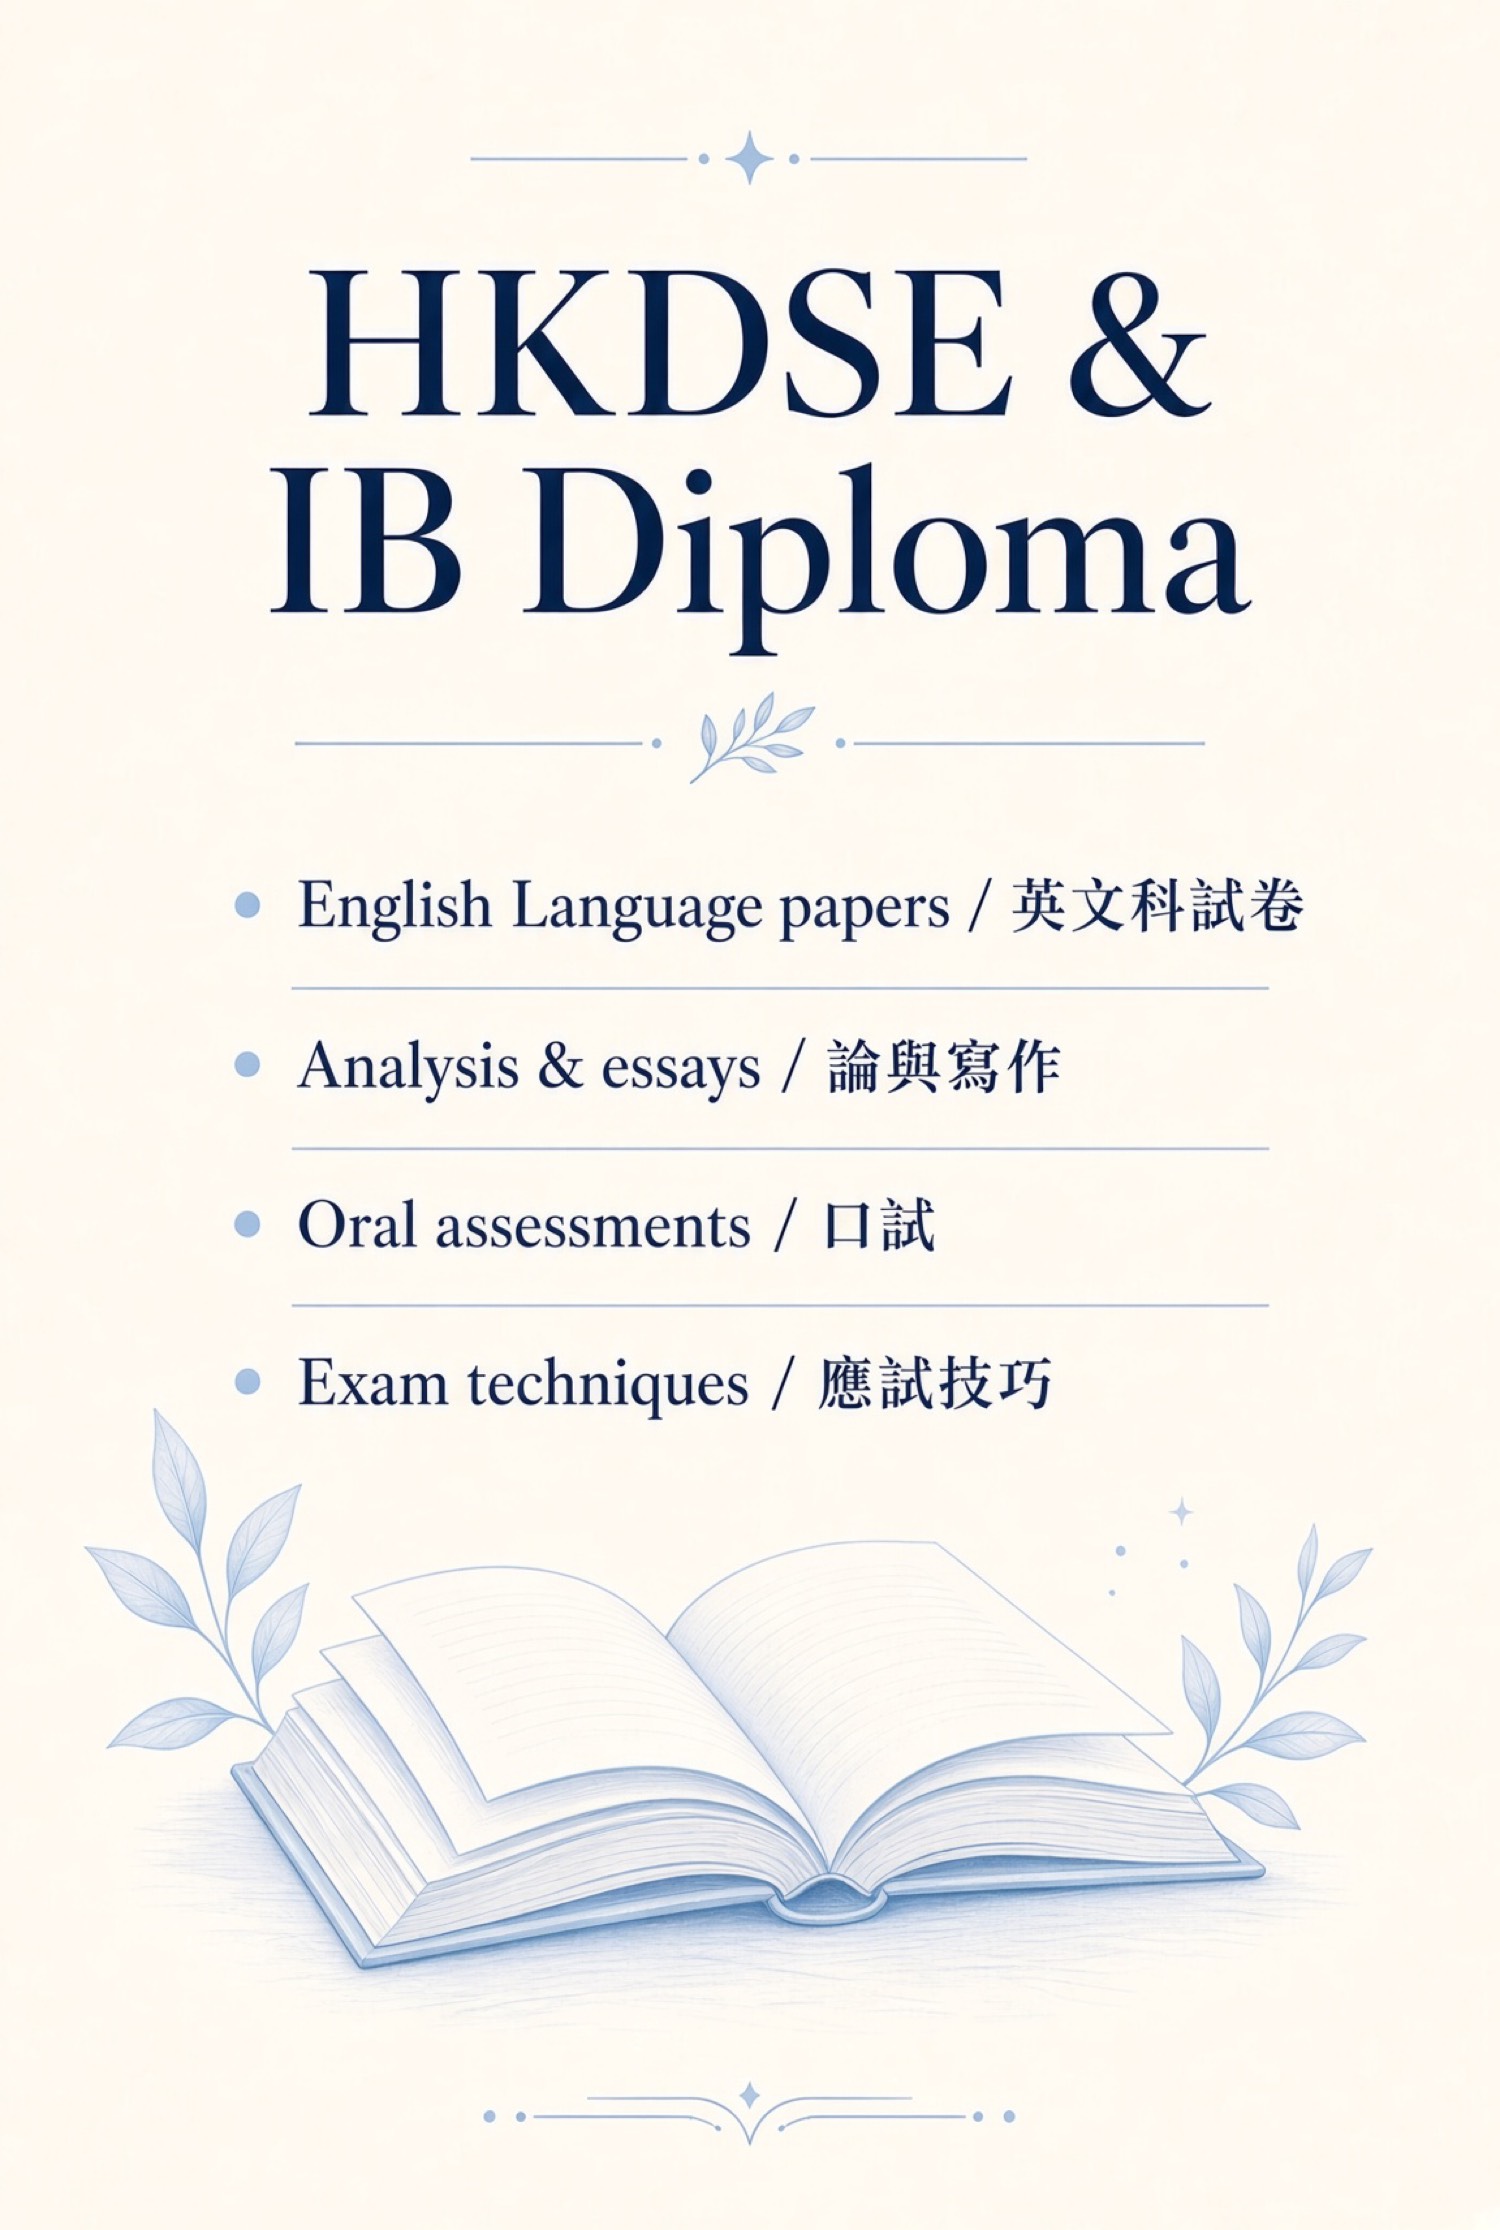 HKDSE &
IB Diploma
English Language papers / 英文科試卷
Analysis & essays / 論與寫作
Oral assessments / 口試
Exam techniques / 應試技巧